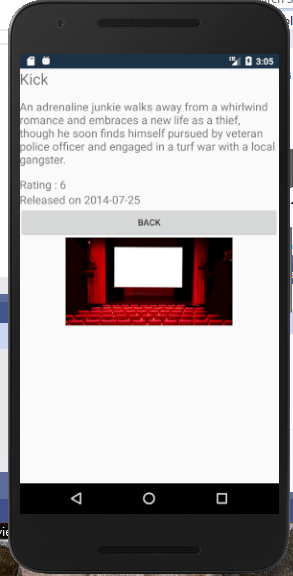 3:05
Kick
An adrenaline junkie walks away from a whirlwind
romance and embraces a new life as a thief,
though he soon finds himself pursued by veteran
police officer and engaged in a turf war with a local
gangster.
Rating : 6
Released on 2014-07-25
BACK